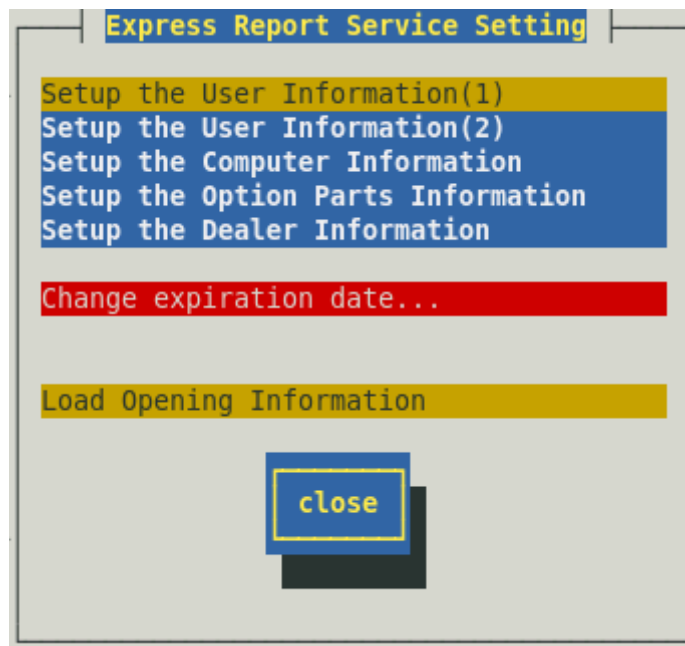 Express Report Service Setting
Setup the User Information(1)
Setup the User Information(2)
Setup the Computer Information
Setup the Option Parts Information
Setup the Dealer Information
Change expiration date...
Load Opening Information
close